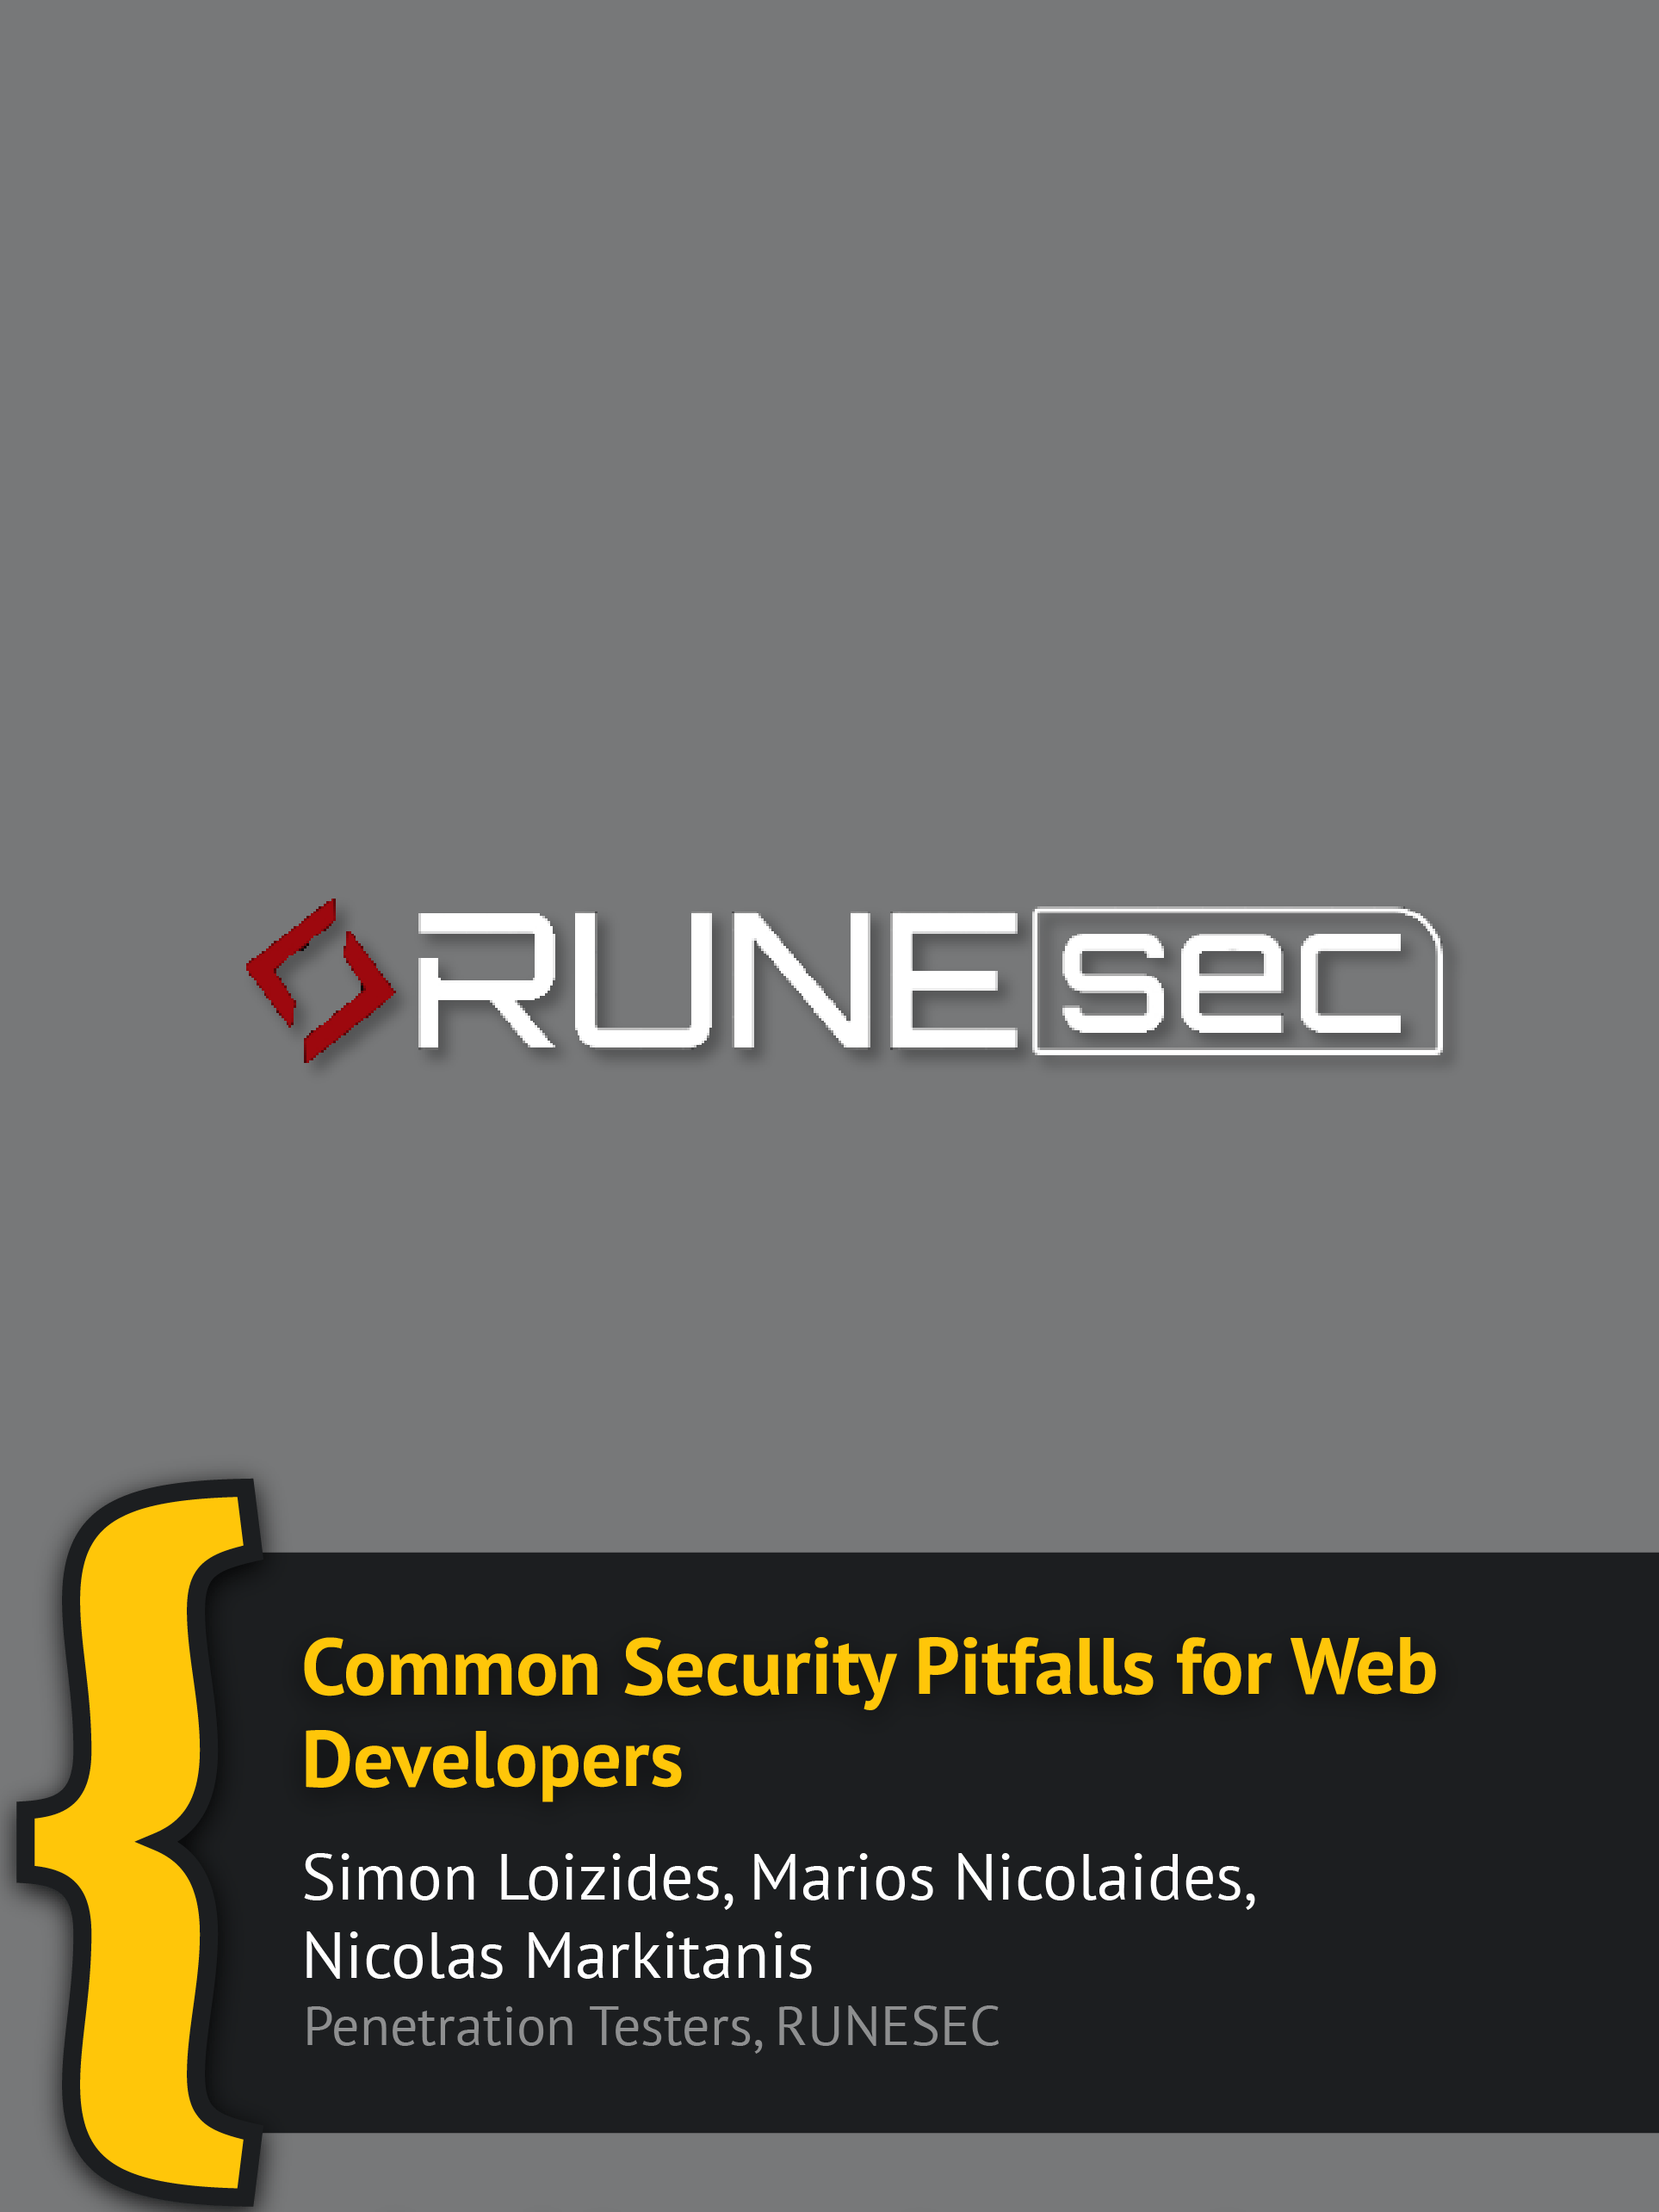 RUNEsec
Common Security Pitfalls for Web
Developers
Simon Loizides, Marios Nicolaides,
Nicolas Markitanis
Penetration Testers, RUNESEC